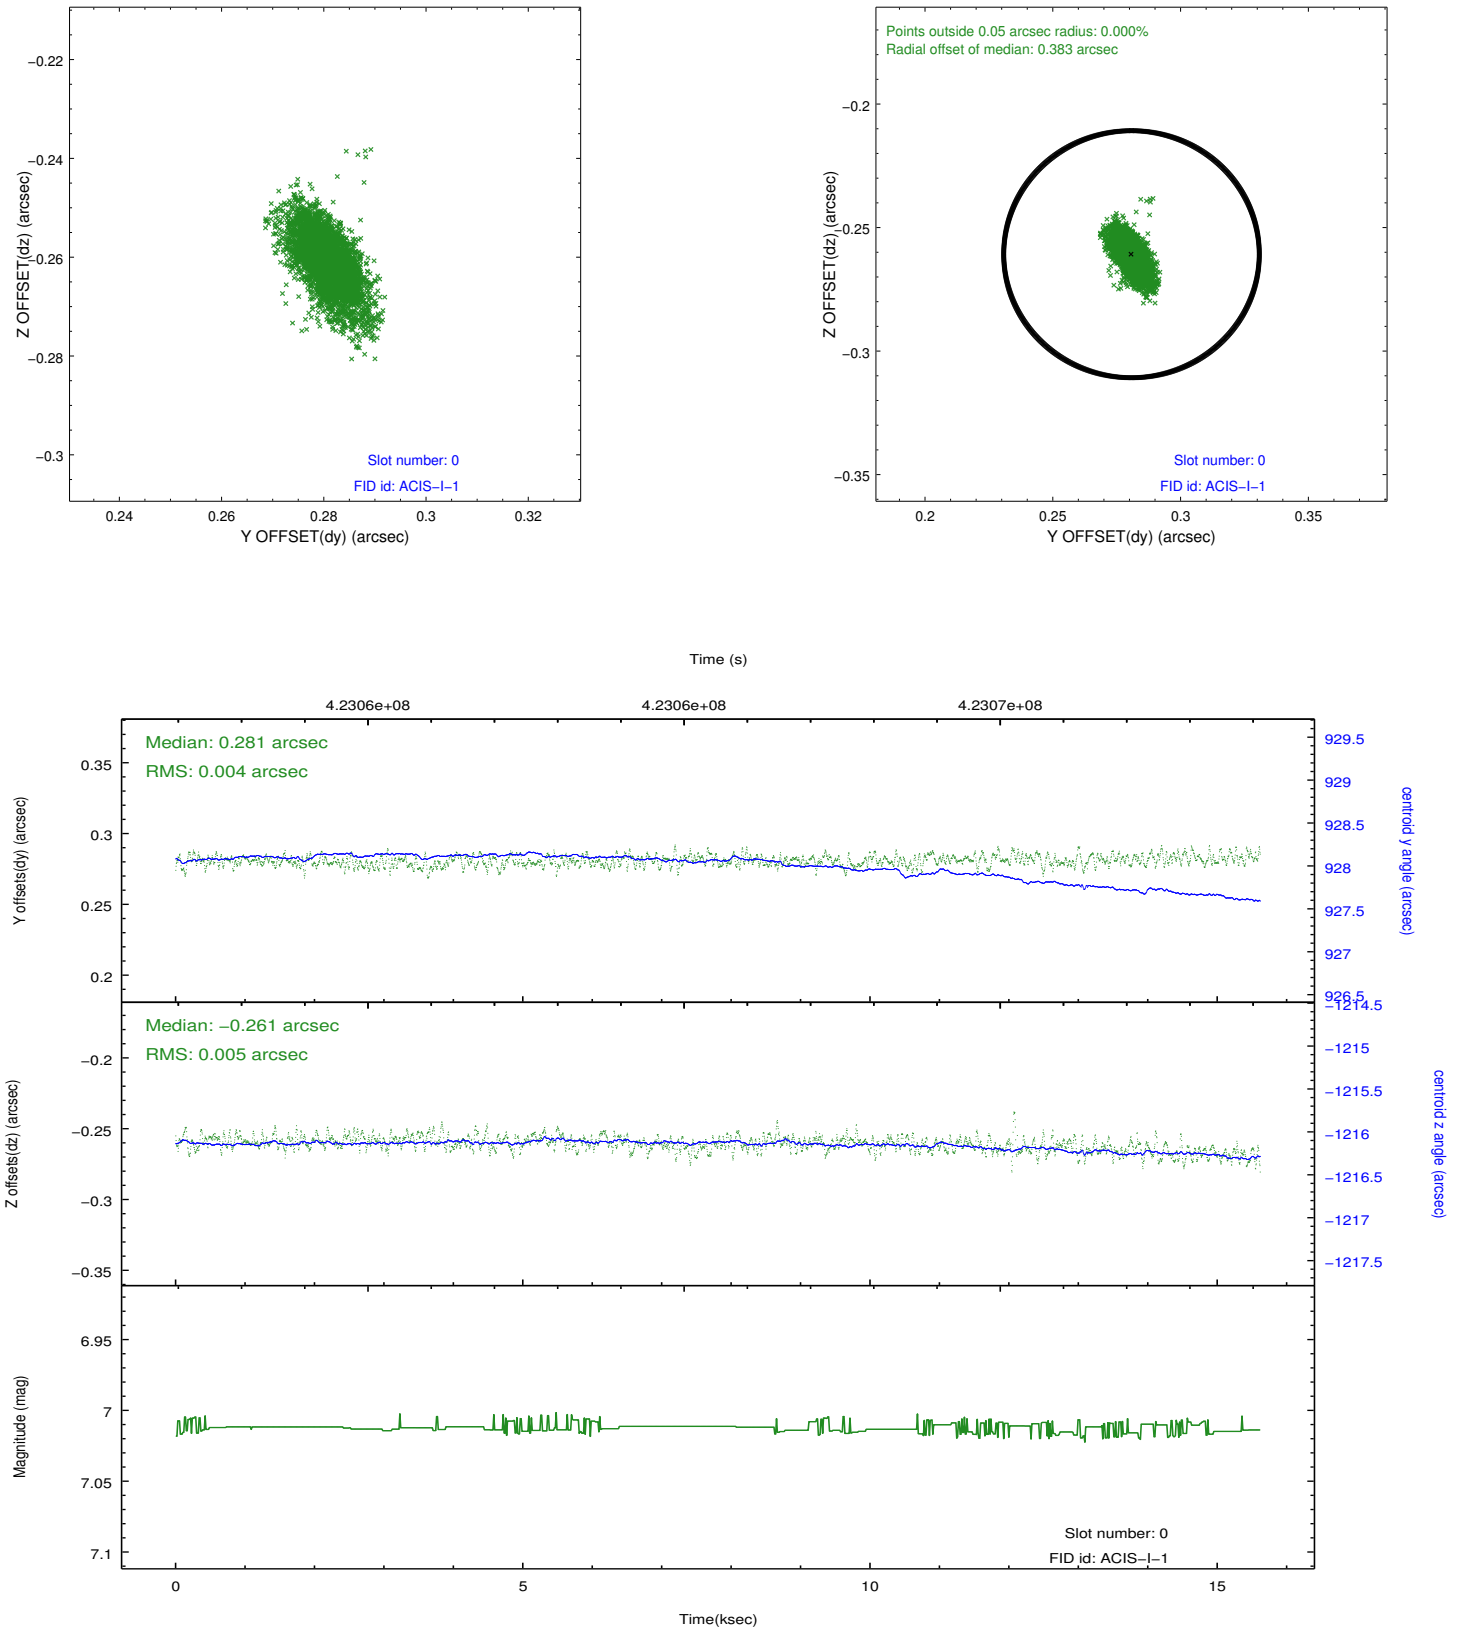 −0.22
−0.24
−0.26
−0.28
−0.3
Z OFFSET(dz) (arcsec)
Slot number: 0
FID id: ACIS−I−1
0.24 0.26 0.28 0.3 0.32
Y OFFSET(dy) (arcsec)
Points outside 0.05 arcsec radius: 0.000%
Radial offset of median: 0.383 arcsec
−0.2
−0.25
−0.3
−0.35
Z OFFSET(dz) (arcsec)
Slot number: 0
FID id: ACIS−I−1
0.2 0.25 0.3 0.35
Y OFFSET(dy) (arcsec)
Time (s)
4.2306e+08 4.2306e+08 4.2307e+08
Median: 0.281 arcsec
RMS: 0.004 arcsec
0.35
0.3
0.25
0.2
Y offsets(dy) (arcsec)
929.5
929
928.5
928
927.5
927
926.5
centroid y angle (arcsec)
Median: −0.261 arcsec
RMS: 0.005 arcsec
−0.2
−0.25
−0.3
−0.35
Z offsets(dz) (arcsec)
−1214.5
−1215
−1215.5
−1216
−1216.5
−1217
−1217.5
centroid z angle (arcsec)
6.95
7
7.05
7.1
Magnitude (mag)
Slot number: 0
FID id: ACIS−I−1
0 5 10 15
Time(ksec)